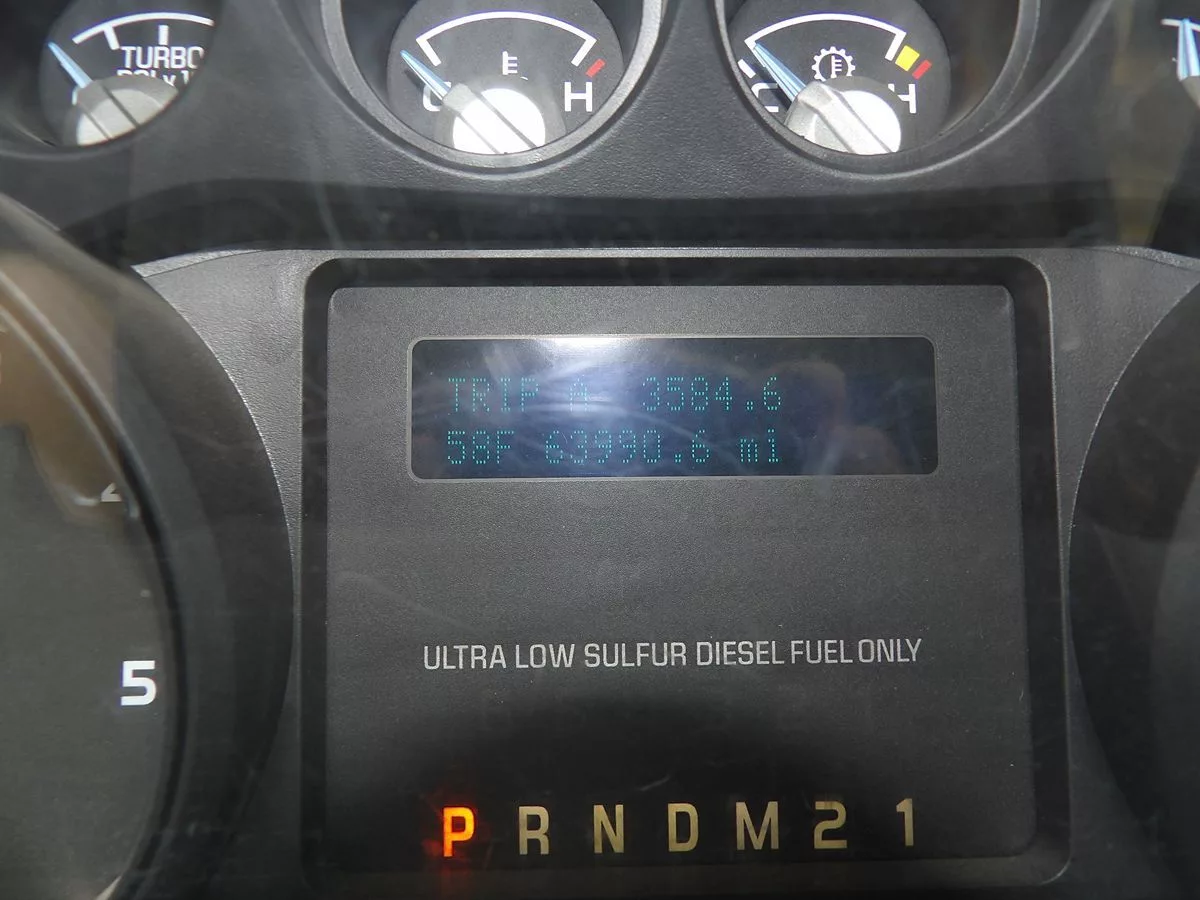 TURBO
C H
C H
TRIP A 3584.6
58F 63990.6 mi
5
ULTRA LOW SULFUR DIESEL FUEL ONLY
P R N D M 2 1